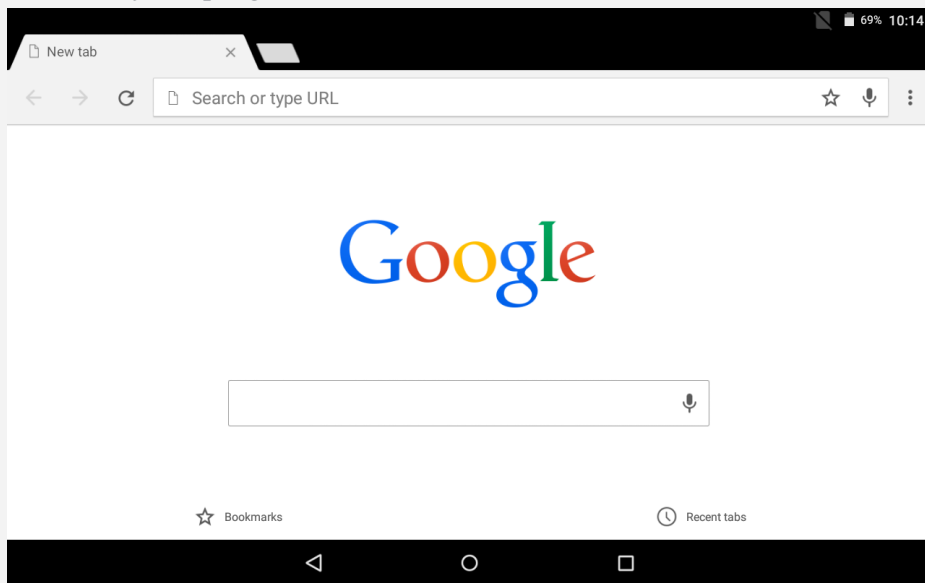 69% 10:14
New tab
Search or type URL
Google
Bookmarks
Recent tabs